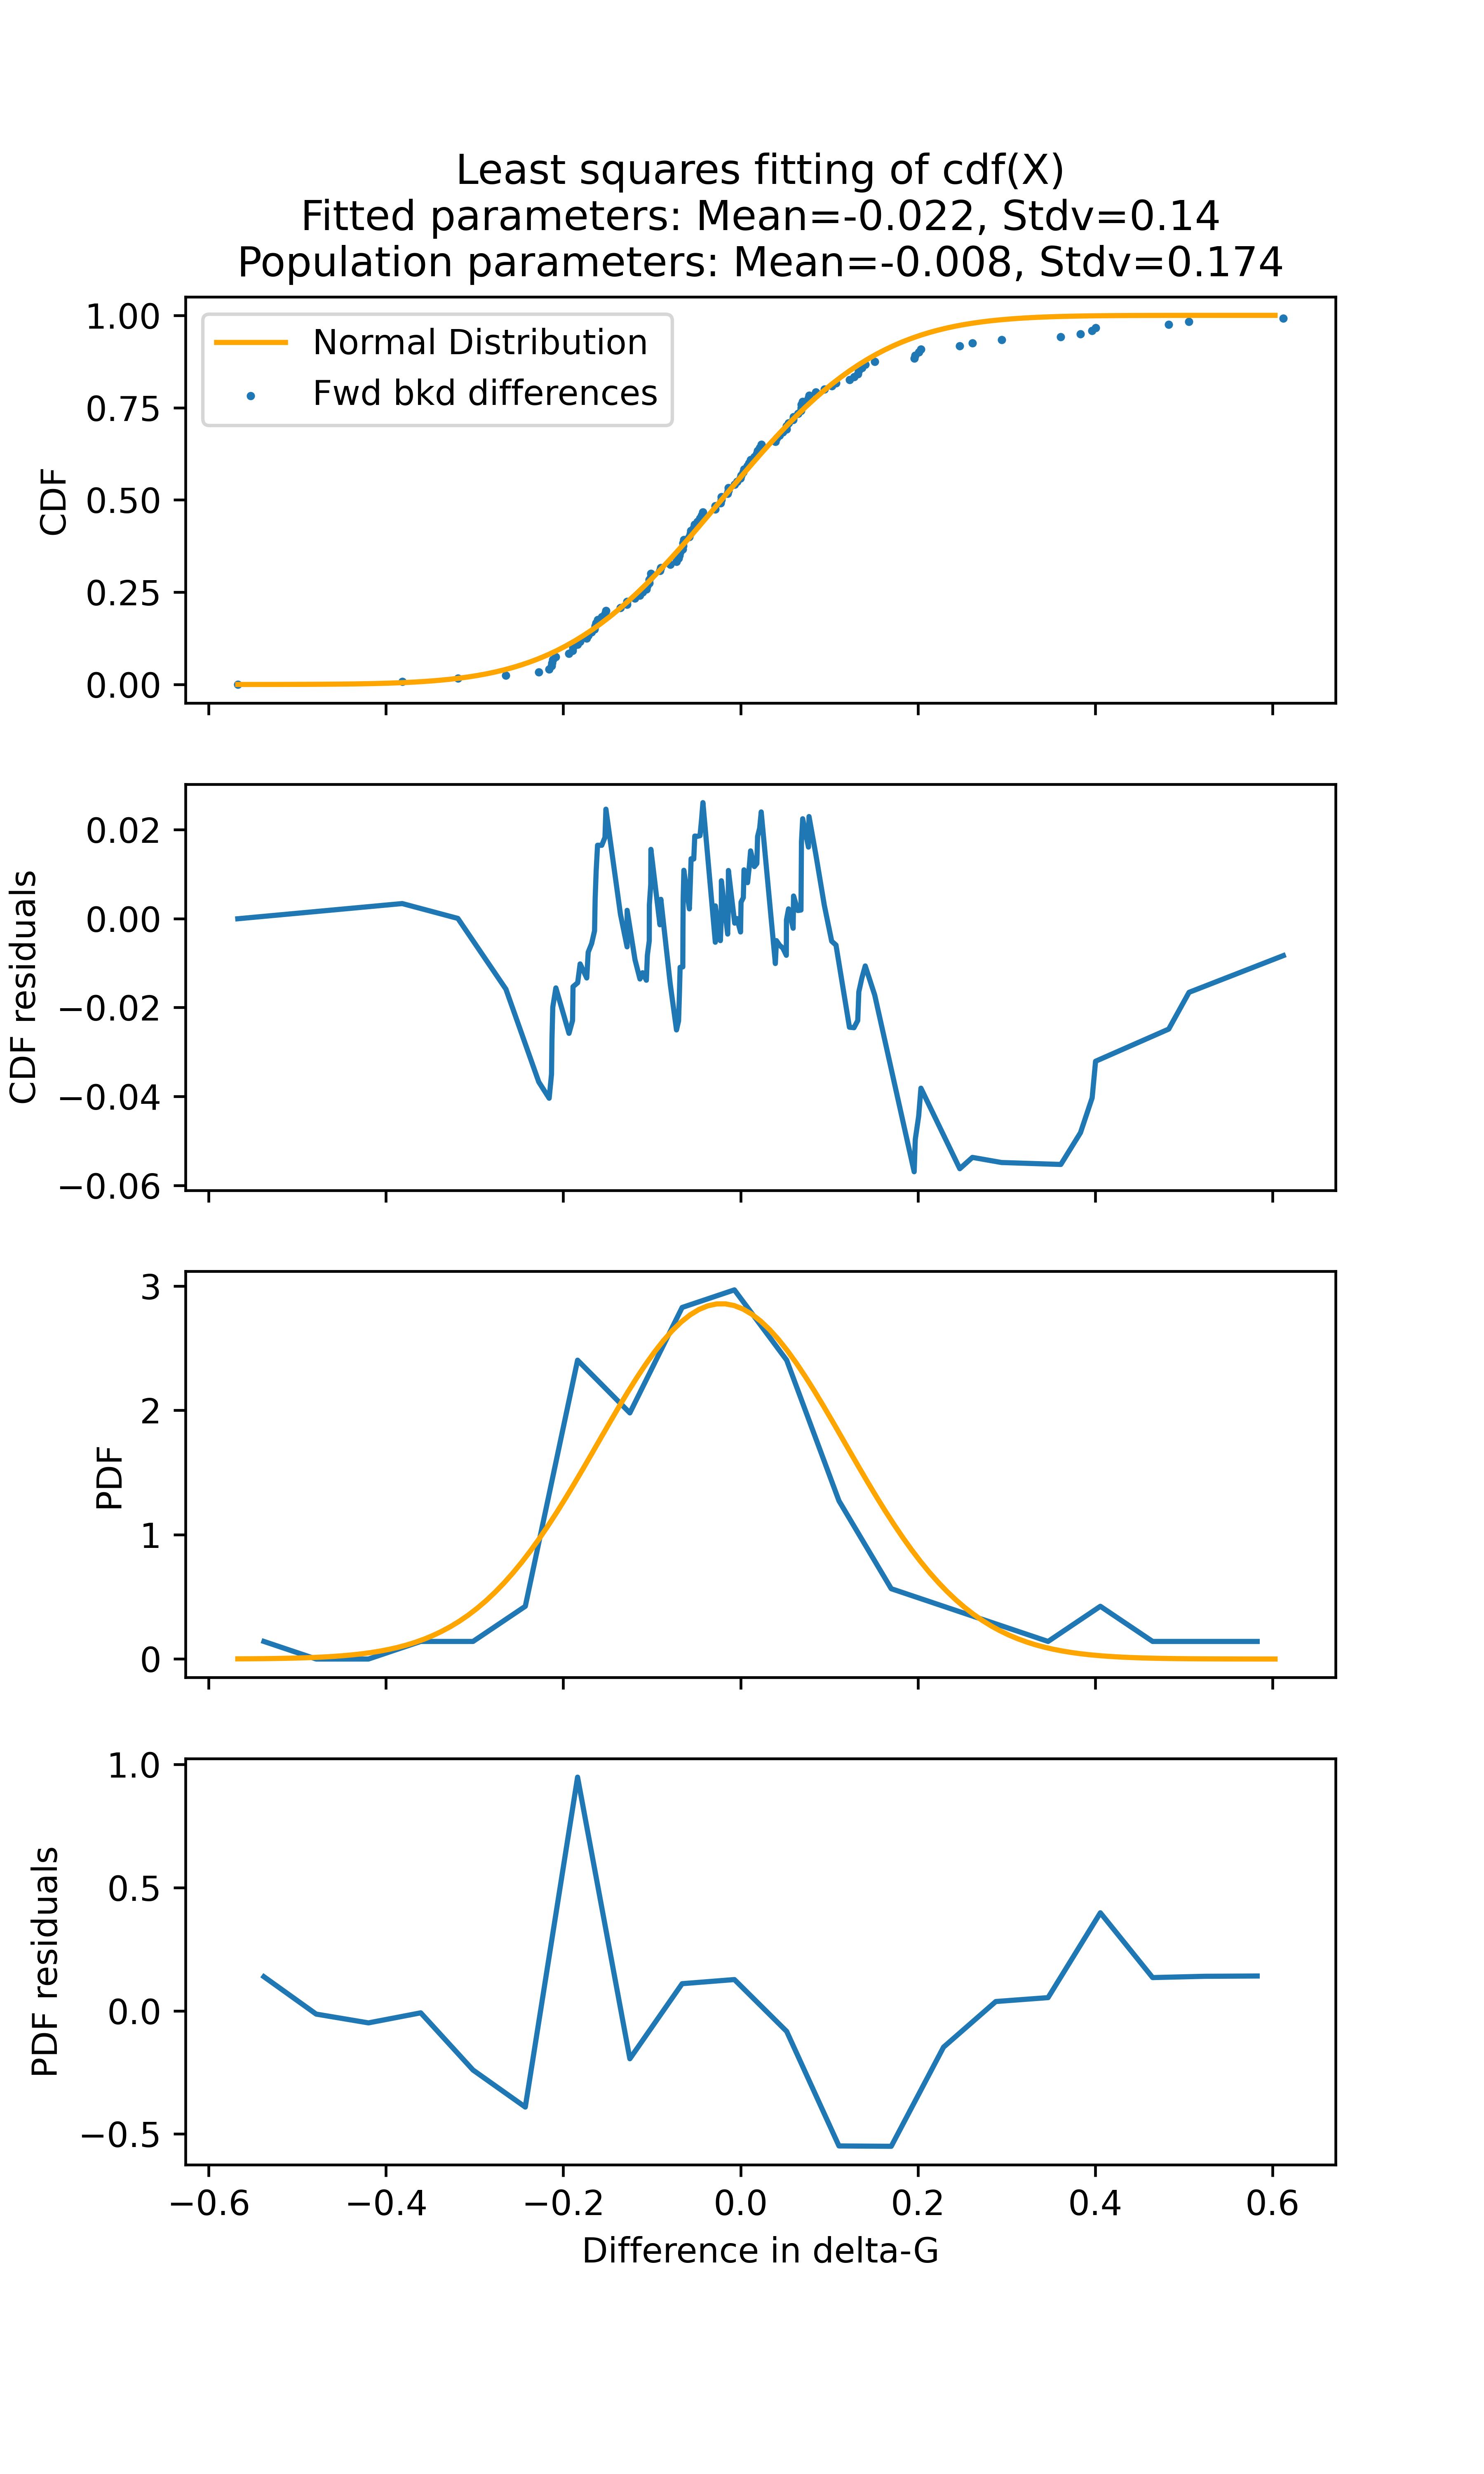 Least squares fitting of cdf(X)
Fitted parameters: Mean=-0.022, Stdv=0.14
Population parameters: Mean=-0.008, Stdv=0.174
1.00
0.75
0.50
0.25
0.00
CDF
Normal Distribution
Fwd bkd differences
0.02
0.00
−0.02
−0.04
−0.06
CDF residuals
3
2
1
0
PDF
1.0
0.5
0.0
−0.5
PDF residuals
−0.6 −0.4 −0.2 0.0 0.2 0.4 0.6
Difference in delta-G